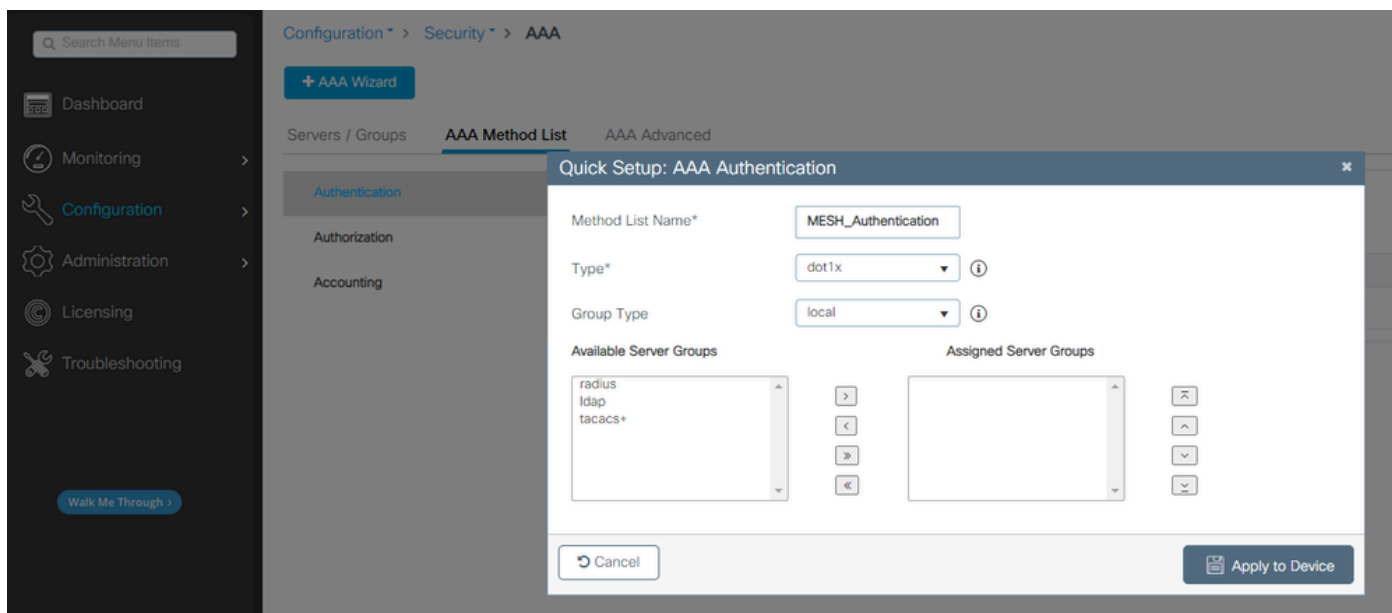 Search Menu Items
Dashboard
Monitoring
Configuration
Administration
Licensing
Troubleshooting
Walk Me Through >
Configuration > Security > AAA
+ AAA Wizard
Servers / Groups AAA Method List AAA Advanced
Authentication
Authorization
Accounting
Quick Setup: AAA Authentication
Method List Name* MESH_Authentication
Type* dot1x
Group Type local
Available Server Groups Assigned Server Groups
radius
ldap
tacacs+
Cancel Apply to Device